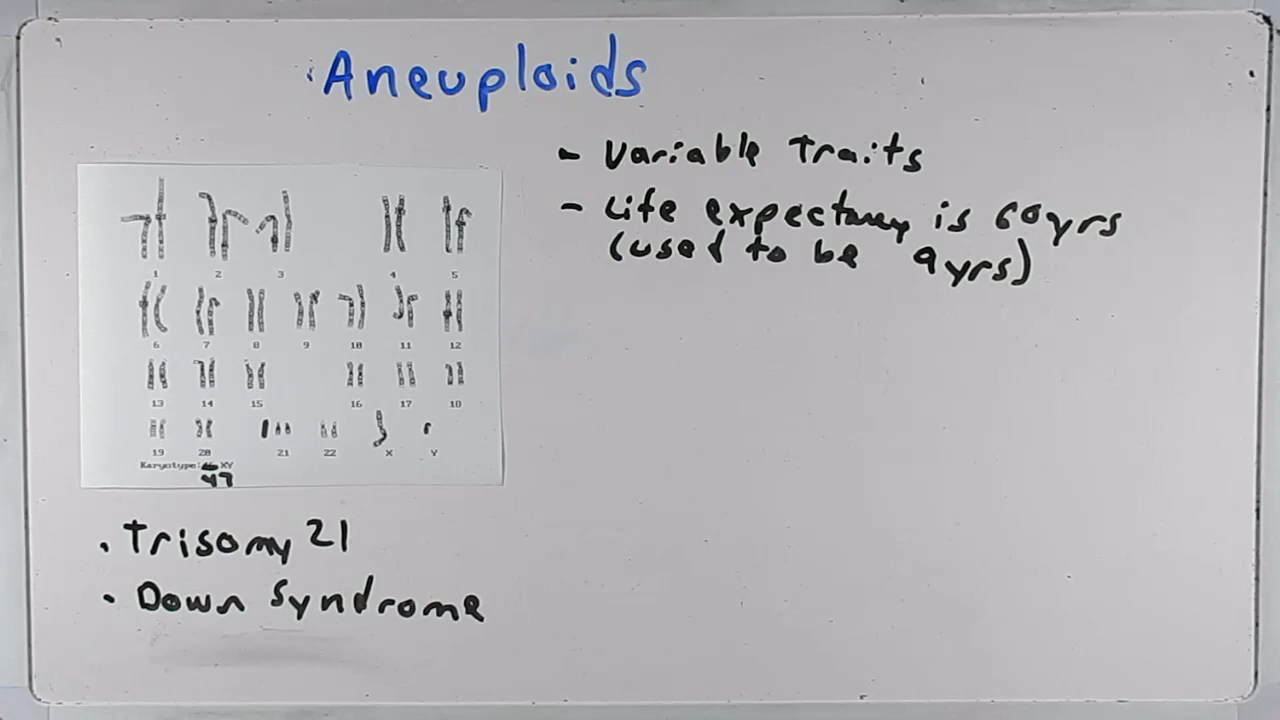 Aneuploids
- Variable Traits
- Life expectancy is 60yrs
(used to be 9yrs)
1 2 3 4 5
6 7 8 9 10 11 12
13 14 15 16 17 18
19 20 21 22 X Y
Karyotype: XY
47
• Trisomy 21
• Down Syndrome